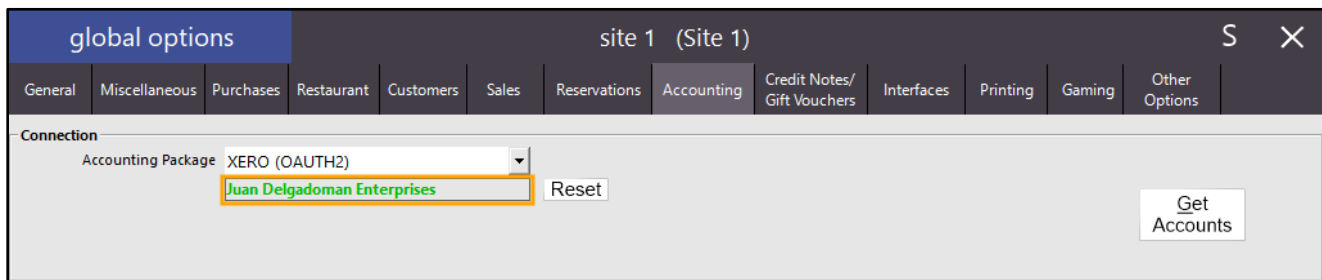 global options
site 1 (Site 1)
S
General
Miscellaneous
Purchases
Restaurant
Customers
Sales
Reservations
Accounting
Credit Notes/
Gift Vouchers
Interfaces
Printing
Gaming
Other
Options
Connection
Accounting Package
XERO (OAUTH2)
Juan Delgadoman Enterprises
Reset
Get
Accounts